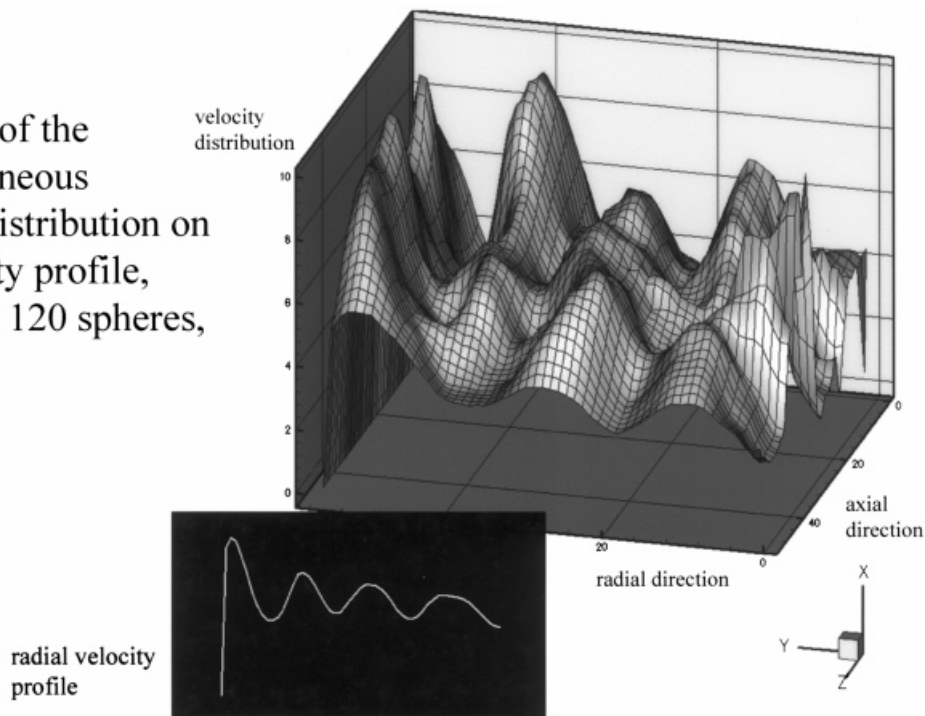 of the
neous
istribution on
ty profile,
120 spheres,
velocity
distribution
10
8
6
4
2
0
20
0
0
20
40
axial
direction
radial direction
radial velocity
profile
X
Y
Z